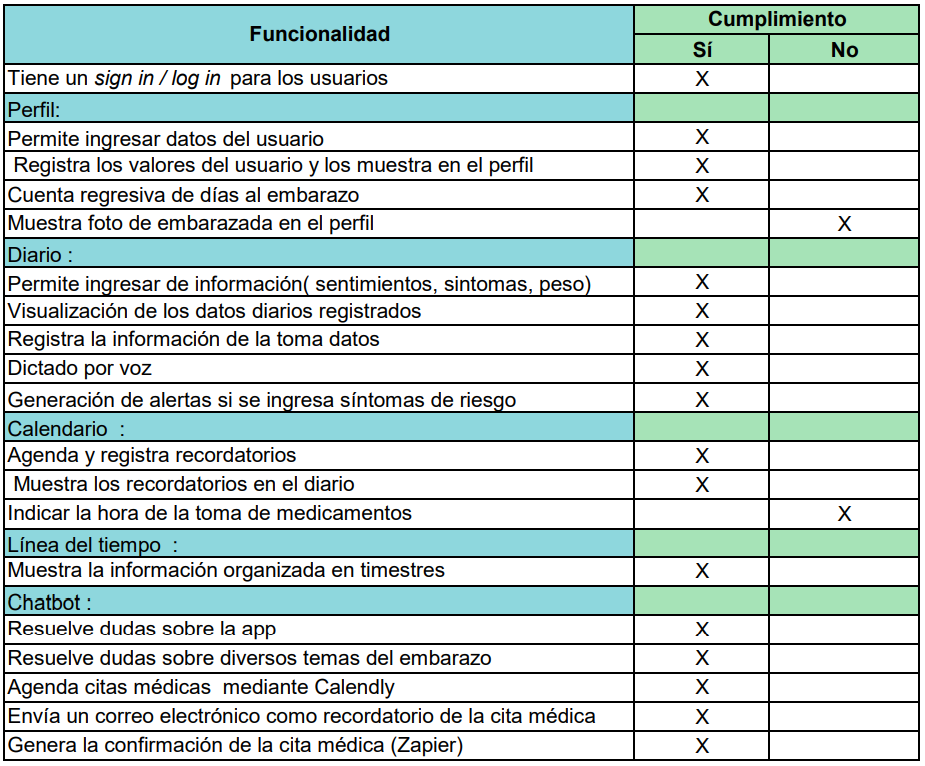 Funcionalidad Cumplimiento
Sí No
Tiene un sign in / log in para los usuarios X
Perfil:
Permite ingresar datos del usuario X
Registra los valores del usuario y los muestra en el perfil X
Cuenta regresiva de días al embarazo X
Muestra foto de embarazada en el perfil X
Diario :
Permite ingresar de información( sentimientos, sintomas, peso) X
Visualización de los datos diarios registrados X
Registra la información de la toma datos X
Dictado por voz X
Generación de alertas si se ingresa síntomas de riesgo X
Calendario :
Agenda y registra recordatorios X
Muestra los recordatorios en el diario X
Indicar la hora de la toma de medicamentos X
Línea del tiempo :
Muestra la información organizada en timestres X
Chatbot :
Resuelve dudas sobre la app X
Resuelve dudas sobre diversos temas del embarazo X
Agenda citas médicas mediante Calendly X
Envía un correo electrónico como recordatorio de la cita médica X
Genera la confirmación de la cita médica (Zapier) X